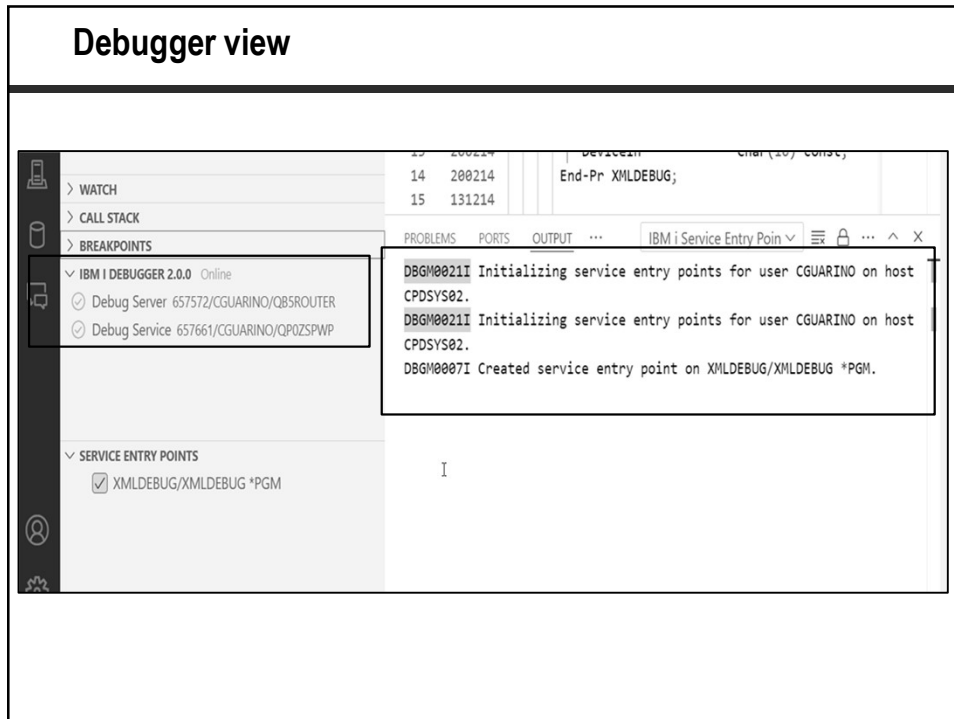 Debugger view
WATCH
CALL STACK
BREAKPOINTS
IBM I DEBUGGER 2.0.0 Online
Debug Server 657572/CGUARINO/QB5ROUTER
Debug Service 657661/CGUARINO/QP0ZSPWP
SERVICE ENTRY POINTS
XMLDEBUG/XMLDEBUG *PGM
14 200214 End-Pr XMLDEBUG;
15 131214
PROBLEMS PORTS OUTPUT ··· IBM i Service Entry Poin
DBGM0021I Initializing service entry points for user CGUARINO on host
CPDSYS02.
DBGM0021I Initializing service entry points for user CGUARINO on host
CPDSYS02.
DBGM0007I Created service entry point on XMLDEBUG/XMLDEBUG *PGM.